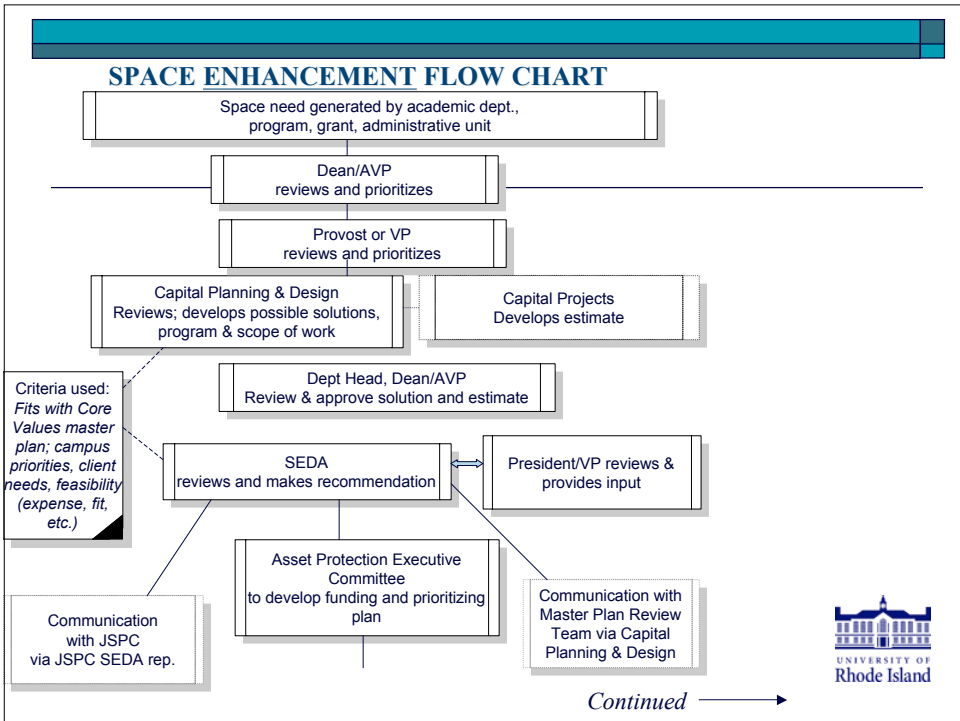 SPACE ENHANCEMENT FLOW CHART
Space need generated by academic dept.,
program, grant, administrative unit
Dean/AVP
reviews and prioritizes
Provost or VP
reviews and prioritizes
Capital Planning & Design
Reviews; develops possible solutions,
program & scope of work
Capital Projects
Develops estimate
Dept Head, Dean/AVP
Review & approve solution and estimate
Criteria used:
Fits with Core
Values master
plan; campus
priorities, client
needs, feasibility
(expense, fit,
etc.)
SEDA
reviews and makes recommendation
President/VP reviews &
provides input
Asset Protection Executive
Committee
to develop funding and prioritizing
plan
Communication
with JSPC
via JSPC SEDA rep.
Communication with
Master Plan Review
Team via Capital
Planning & Design
UNIVERSITY OF
Rhode Island
Continued